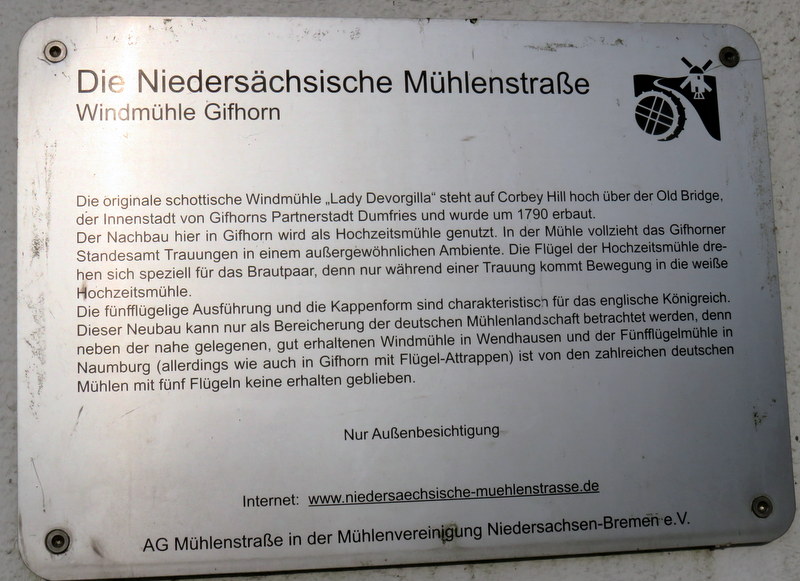 Die Niedersächsische Mühlenstraße
Windmühle Gifhorn
Die originale schottische Windmühle „Lady Devorgilla“ steht auf Corbey Hill hoch über der Old Bridge,
der Innenstadt von Gifhorns Partnerstadt Dumfries und wurde um 1790 erbaut.
Der Nachbau hier in Gifhorn wird als Hochzeitsmühle genutzt. In der Mühle vollzieht das Gifhorner
Standesamt Trauungen in einem außergewöhnlichen Ambiente. Die Flügel der Hochzeitsmühle dre-
hen sich speziell für das Brautpaar, denn nur während einer Trauung kommt Bewegung in die weiße
Hochzeitsmühle.
Die fünfflügelige Ausführung und die Kappenform sind charakteristisch für das englische Königreich.
Dieser Neubau kann nur als Bereicherung der deutschen Mühlenlandschaft betrachtet werden, denn
neben der nahe gelegenen, gut erhaltenen Windmühle in Wendhausen und der Fünfflügelmühle in
Naumburg (allerdings wie auch in Gifhorn mit Flügel-Attrappen) ist von den zahlreichen deutschen
Mühlen mit fünf Flügeln keine erhalten geblieben.
Nur Außenbesichtigung
Internet: www.niedersaechsische-muehlenstrasse.de
AG Mühlenstraße in der Mühlenvereinigung Niedersachsen-Bremen e.V.